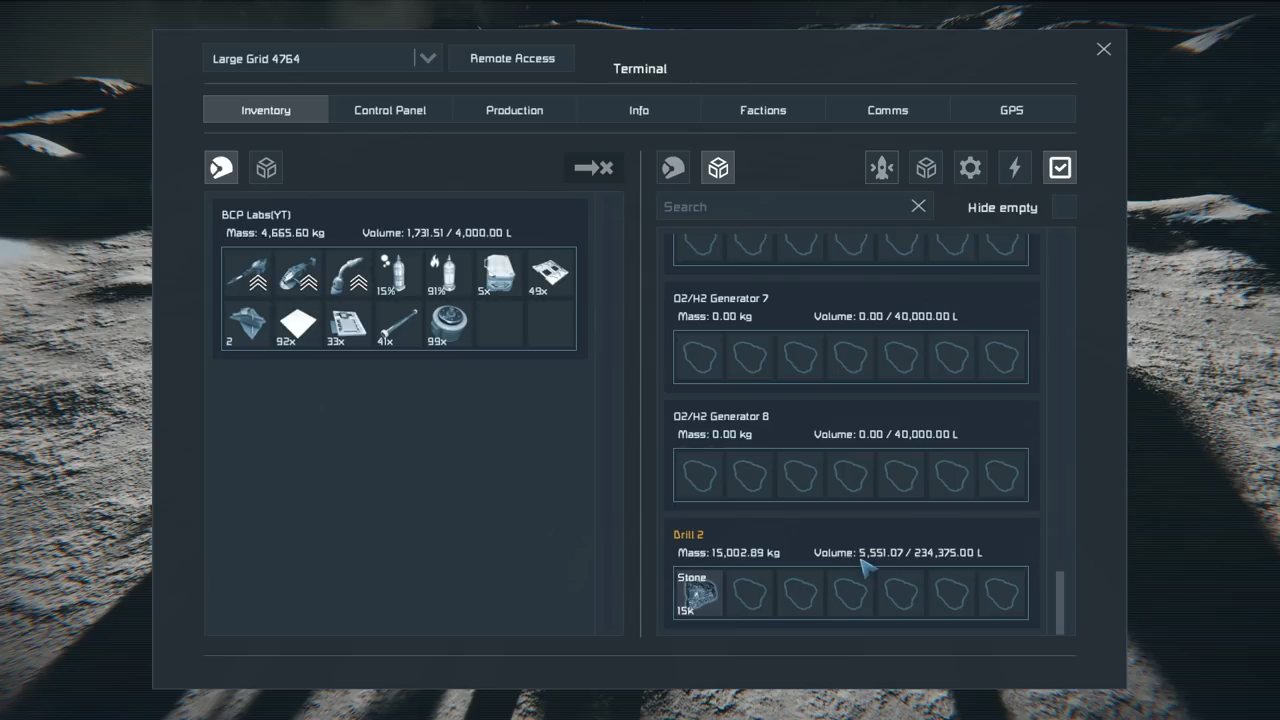 Large Grid 4764
Remote Access
Terminal
Inventory
Control Panel
Production
Info
Factions
Comms
GPS
Search
Hide empty
BCP Labs(YT)
Mass: 4,665.60 kg
Volume: 1,731.51 / 4,000.00 L
15%
91%
5x
49x
2
92x
33x
41x
99x
O2/H2 Generator 7
Mass: 0.00 kg
Volume: 0.00 / 40,000.00 L
O2/H2 Generator 8
Mass: 0.00 kg
Volume: 0.00 / 40,000.00 L
Drill 2
Mass: 15,002.89 kg
Volume: 5,551.07 / 234,375.00 L
Stone
15k